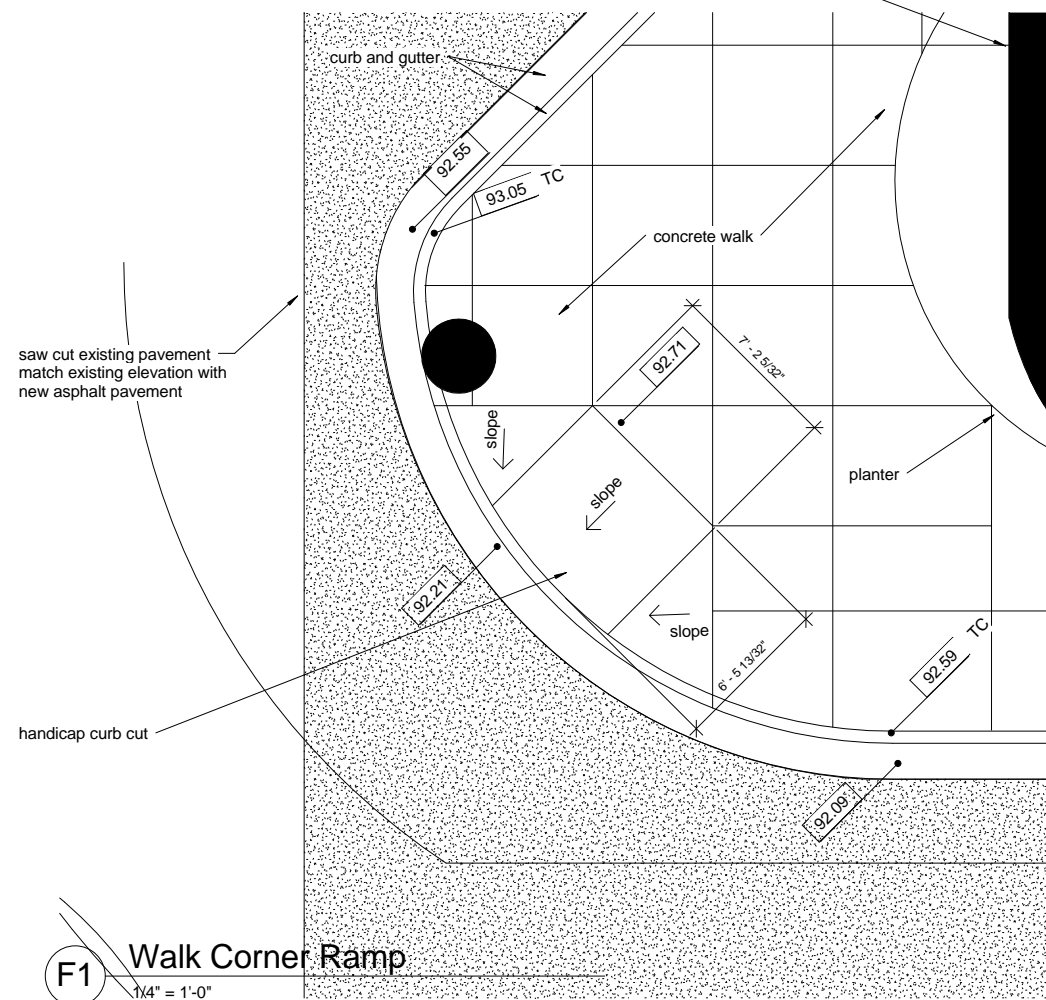 curb and gutter
92.55
93.05 TC
concrete walk
saw cut existing pavement
match existing elevation with
new asphalt pavement
92.71
7' - 2 5/32"
slope
slope
planter
92.21
slope
6' - 5 13/32"
92.59 TC
handicap curb cut
92.09
F1
Walk Corner Ramp
1/4" = 1'-0"